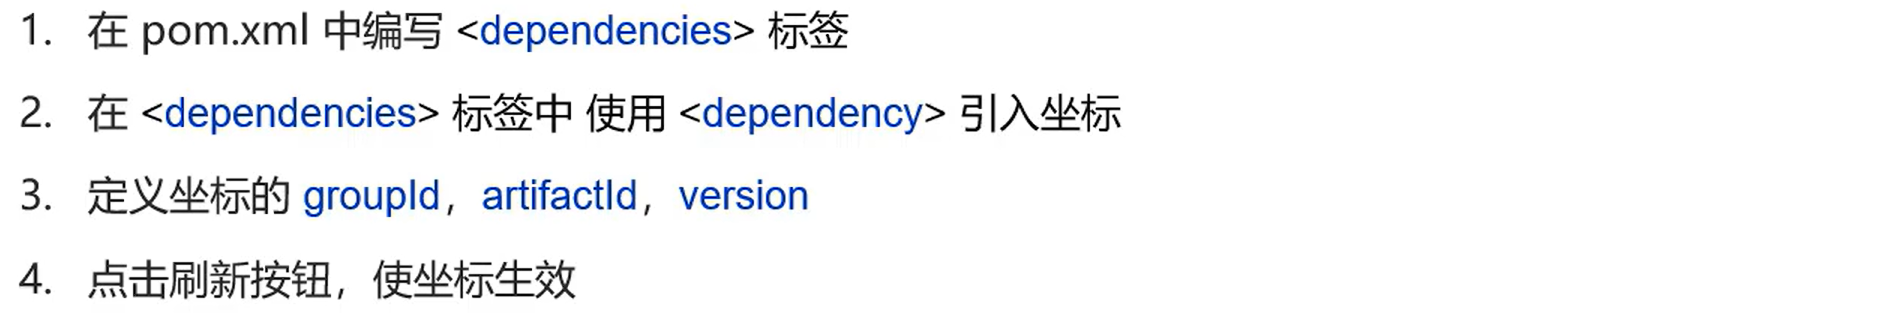 1. 在 pom.xml 中编写 <dependencies> 标签
2. 在 <dependencies> 标签中 使用 <dependency> 引入坐标
3. 定义坐标的 groupId，artifactId，version
4. 点击刷新按钮，使坐标生效